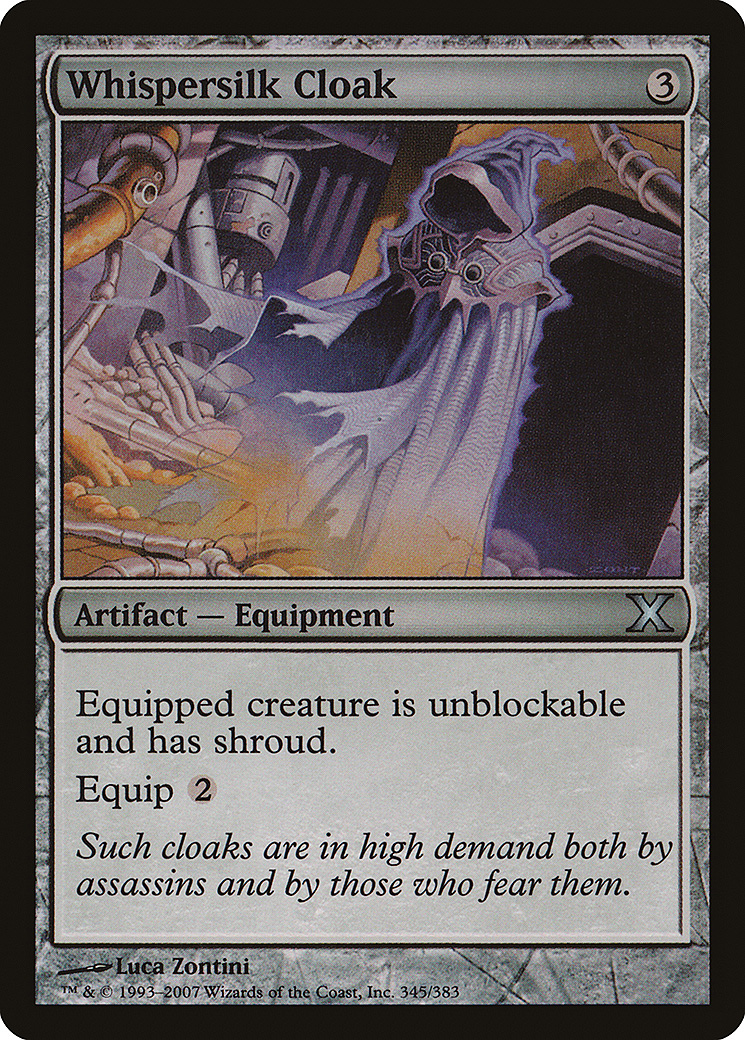 Whispersilk Cloak 3
ZONT
Artifact — Equipment X
Equipped creature is unblockable
and has shroud.
Equip 2
Such cloaks are in high demand both by
assassins and by those who fear them.
Luca Zontini
™ & © 1993–2007 Wizards of the Coast, Inc. 345/383